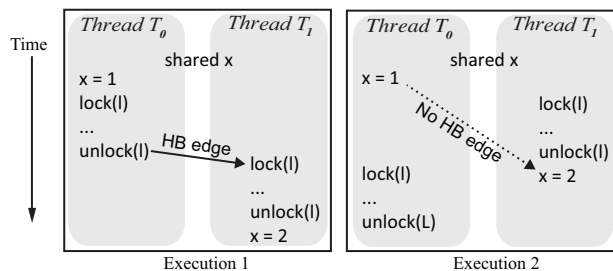 Time
Thread T0
Thread T1
shared x
x = 1
lock(l)
...
unlock(l)
HB edge
lock(l)
...
unlock(l)
x = 2
Execution 1
Thread T0
Thread T1
shared x
x = 1
No HB edge
lock(l)
...
unlock(l)
x = 2
lock(l)
...
unlock(L)
Execution 2